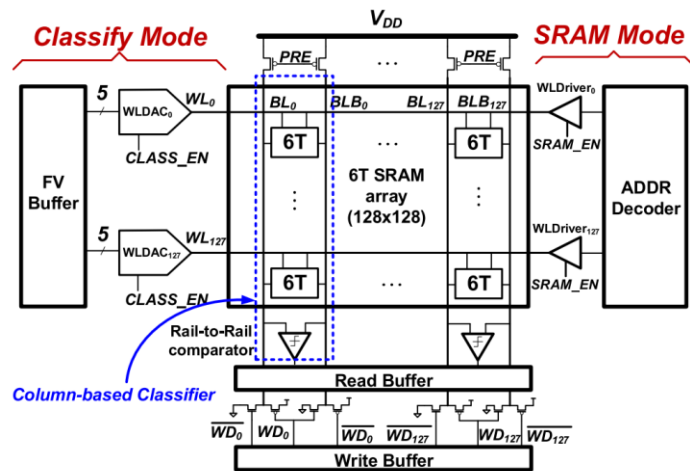 V_DD
Classify Mode
SRAM Mode
PRE
...
PRE
5
WL_0
BL_0
BLB_0
BL_127
BLB_127
WLDriver_0
WLDAC_0
6T
...
6T
SRAM_EN
CLASS_EN
FV
Buffer
6T SRAM
array
(128x128)
ADDR
Decoder
5
WL_127
WLDriver_127
WLDAC_127
6T
...
6T
SRAM_EN
CLASS_EN
Rail-to-Rail
comparator
Column-based Classifier
Read Buffer
...
WD_0
WD_0
WD_0
WD_127
WD_127
WD_127
Write Buffer